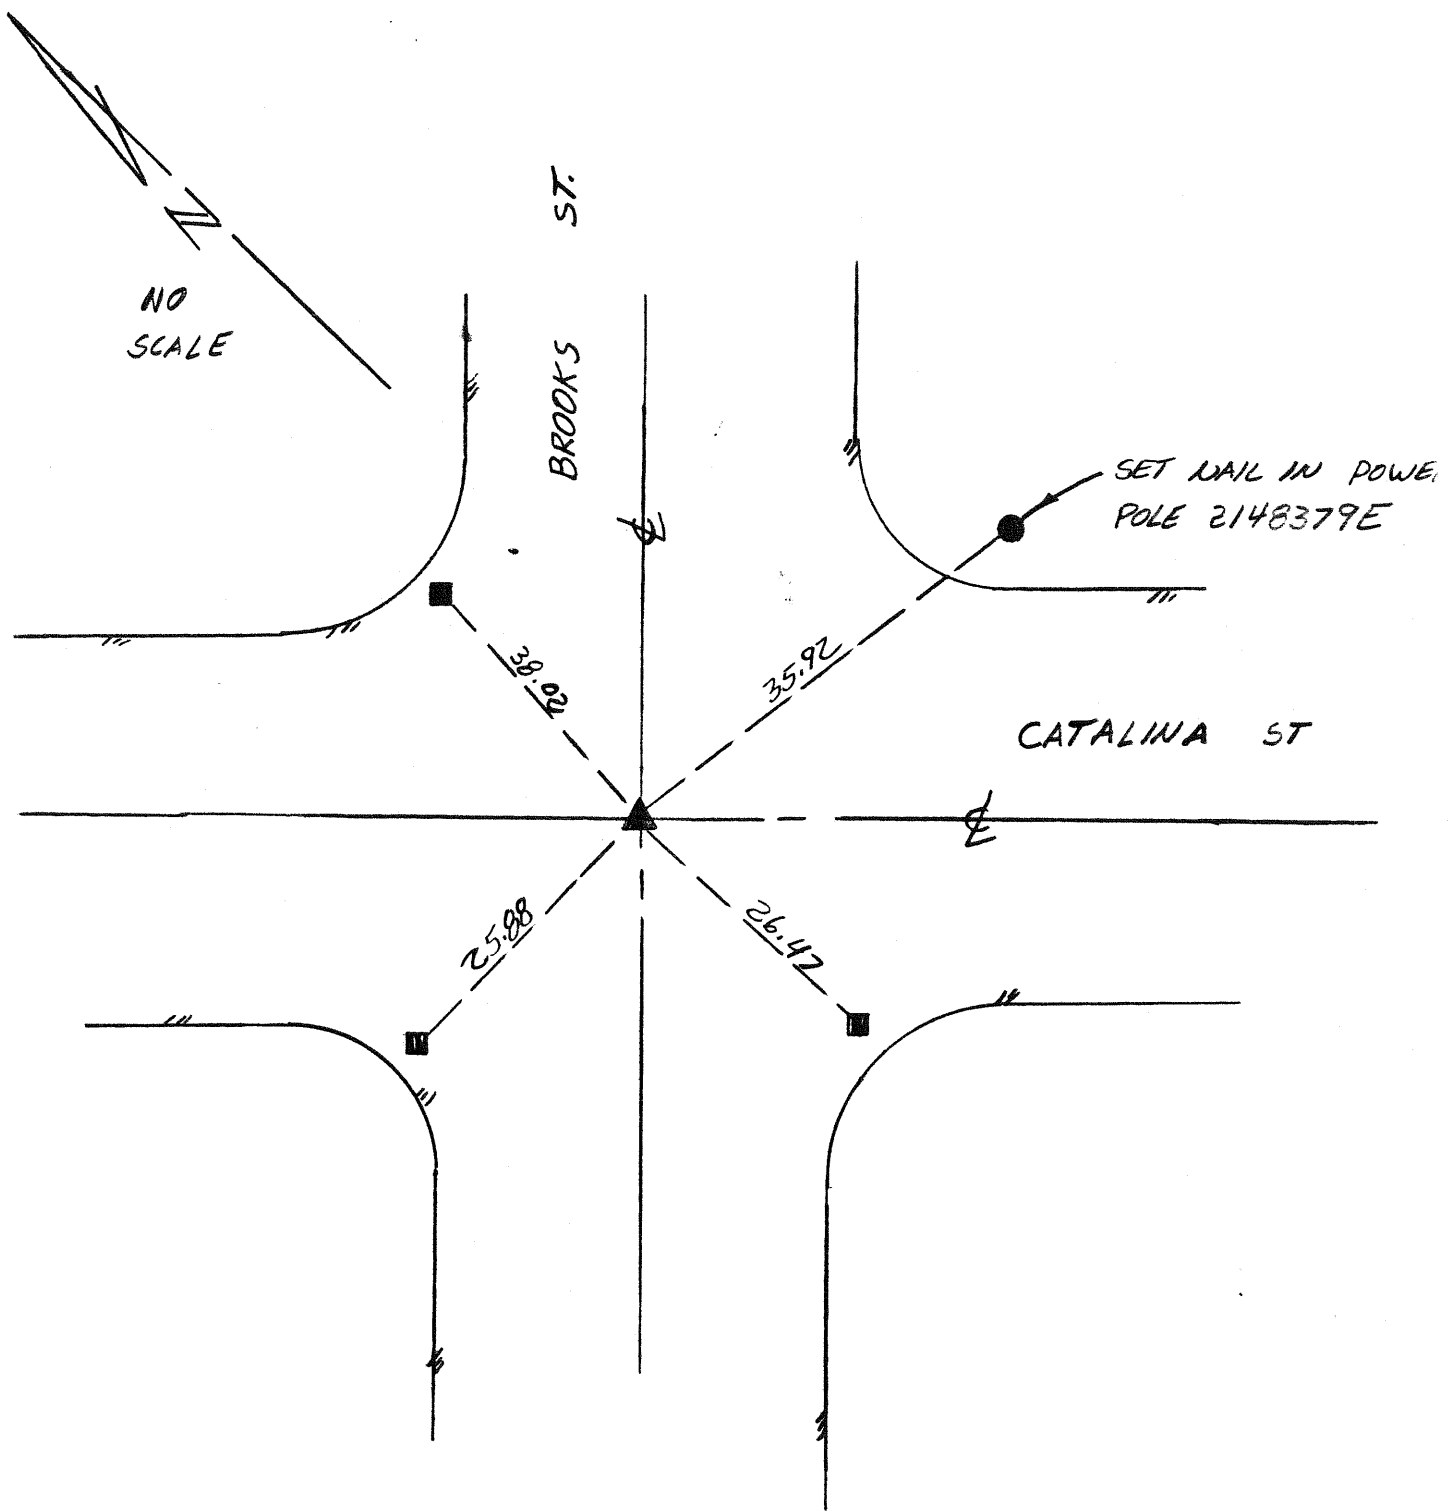 N
NO
SCALE
BROOKS ST.
SET NAIL IN POWE
POLE 2148379E
38.02
35.92
CATALINA ST
25.88
26.47